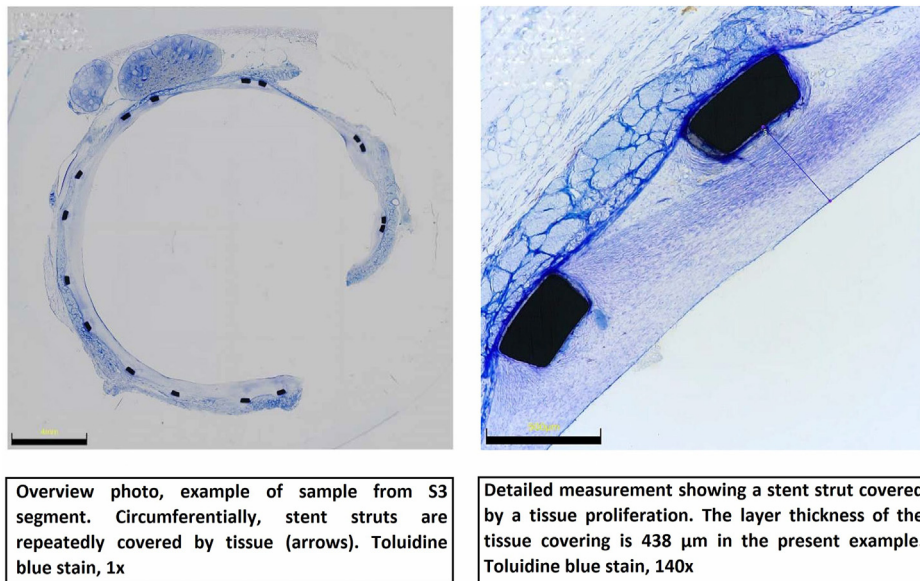 Overview photo, example of sample from S3
segment. Circumferentially, stent struts are
repeatedly covered by tissue (arrows). Toluidine
blue stain, 1x
Detailed measurement showing a stent strut covered
by a tissue proliferation. The layer thickness of the
tissue covering is 438 µm in the present example.
Toluidine blue stain, 140x